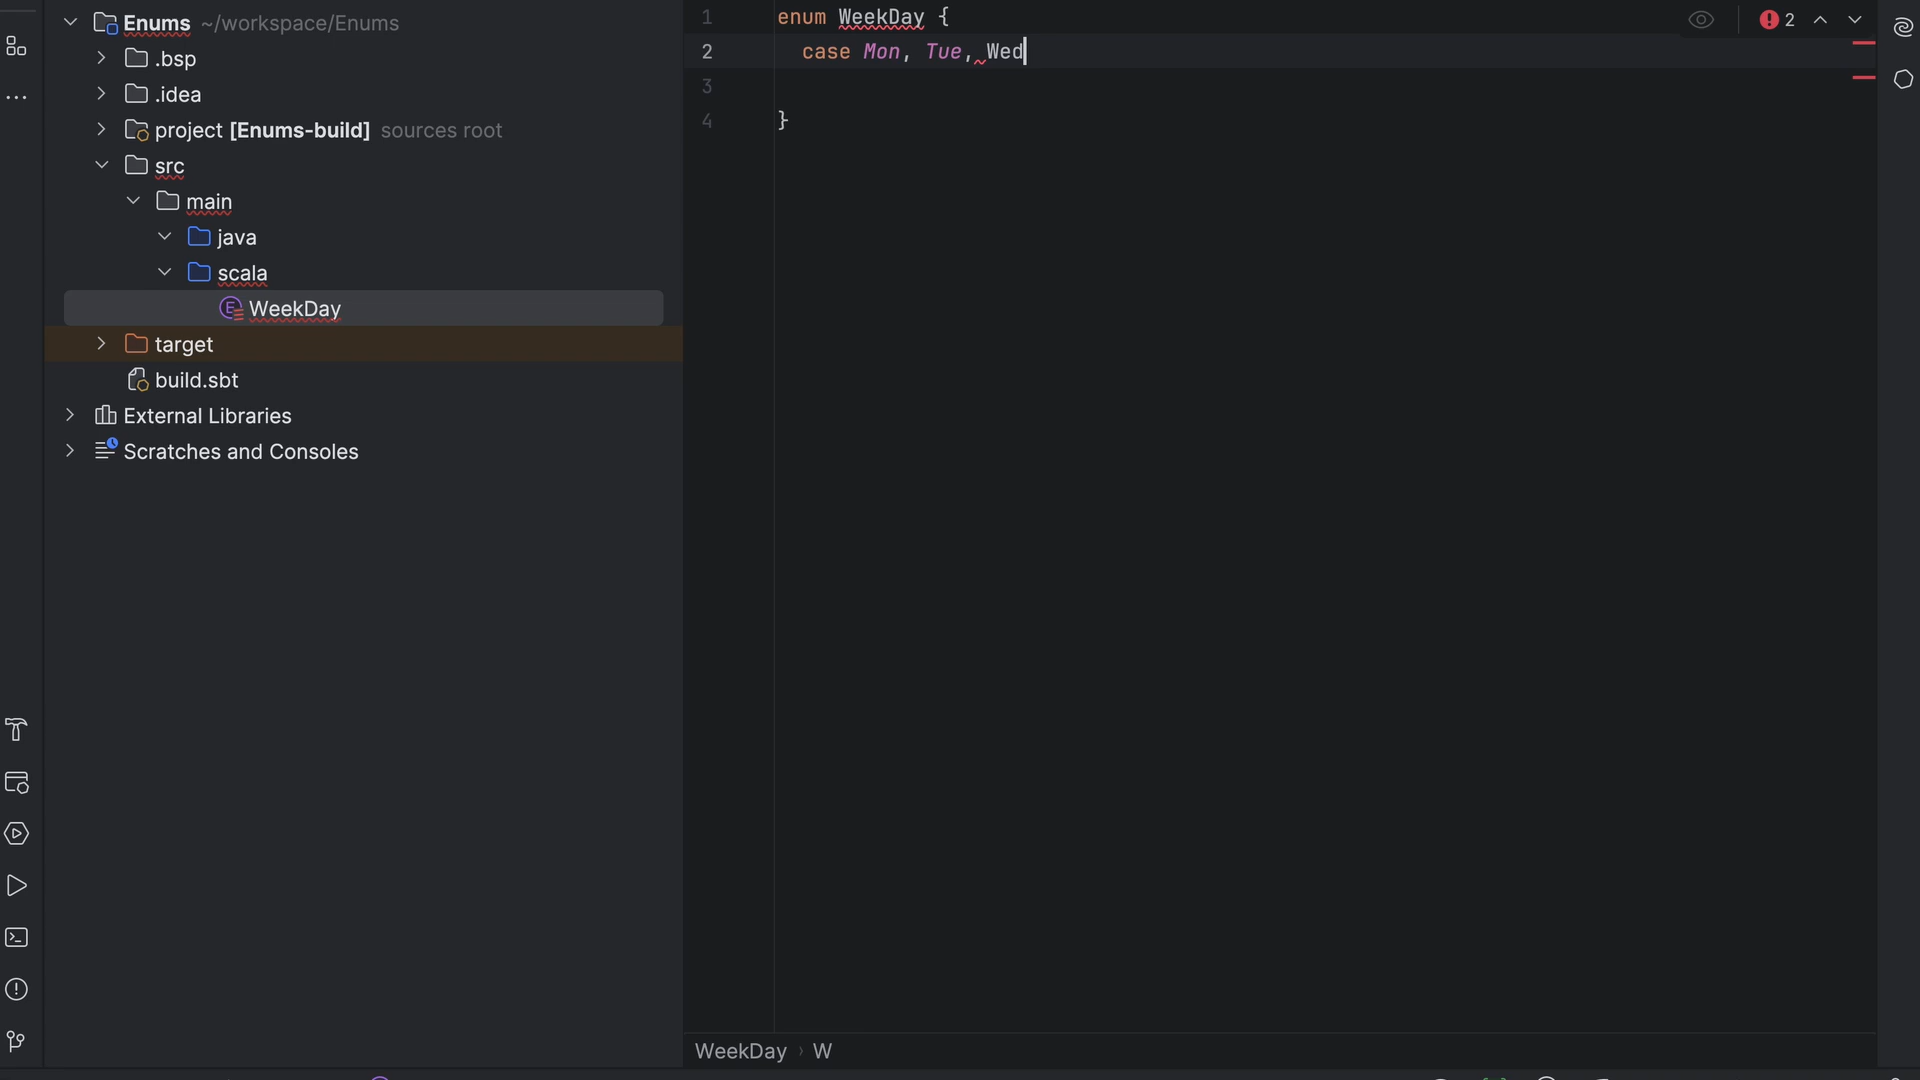 Enums ~/workspace/Enums
.bsp
.idea
project [Enums-build] sources root
src
main
java
scala
WeekDay
target
build.sbt
External Libraries
Scratches and Consoles
1 enum WeekDay {
2 case Mon, Tue, Wed
3
4 }
2
WeekDay › W